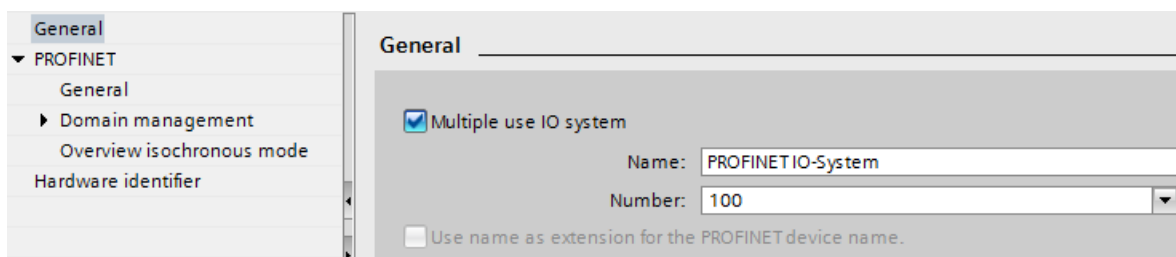 General
PROFINET
General
Domain management
Overview isochronous mode
Hardware identifier
General
Multiple use IO system
Name: PROFINET IO-System
Number: 100
Use name as extension for the PROFINET device name.